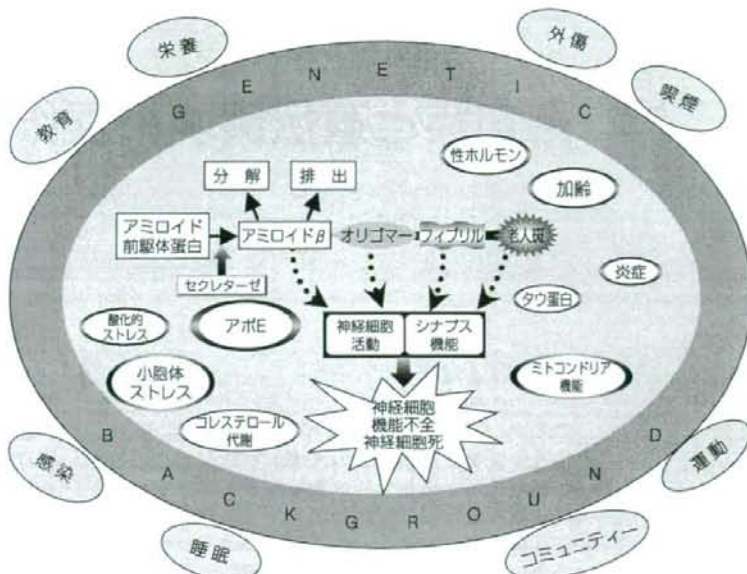 栄養
外傷
教育
喫煙
GENETIC
性ホルモン
加齢
分解
排出
アミロイド
前駆体蛋白
アミロイドβ
オリゴマー
フィブリル
老人斑
セクレターゼ
炎症
タウ蛋白
酸化的
ストレス
アポE
神経細胞
活動
シナプス
機能
小胞体
ストレス
ミトコンドリア
機能
コレステロール
代謝
神経細胞
機能不全
神経細胞死
BACKGROUND
感染
運動
睡眠
コミュニティー